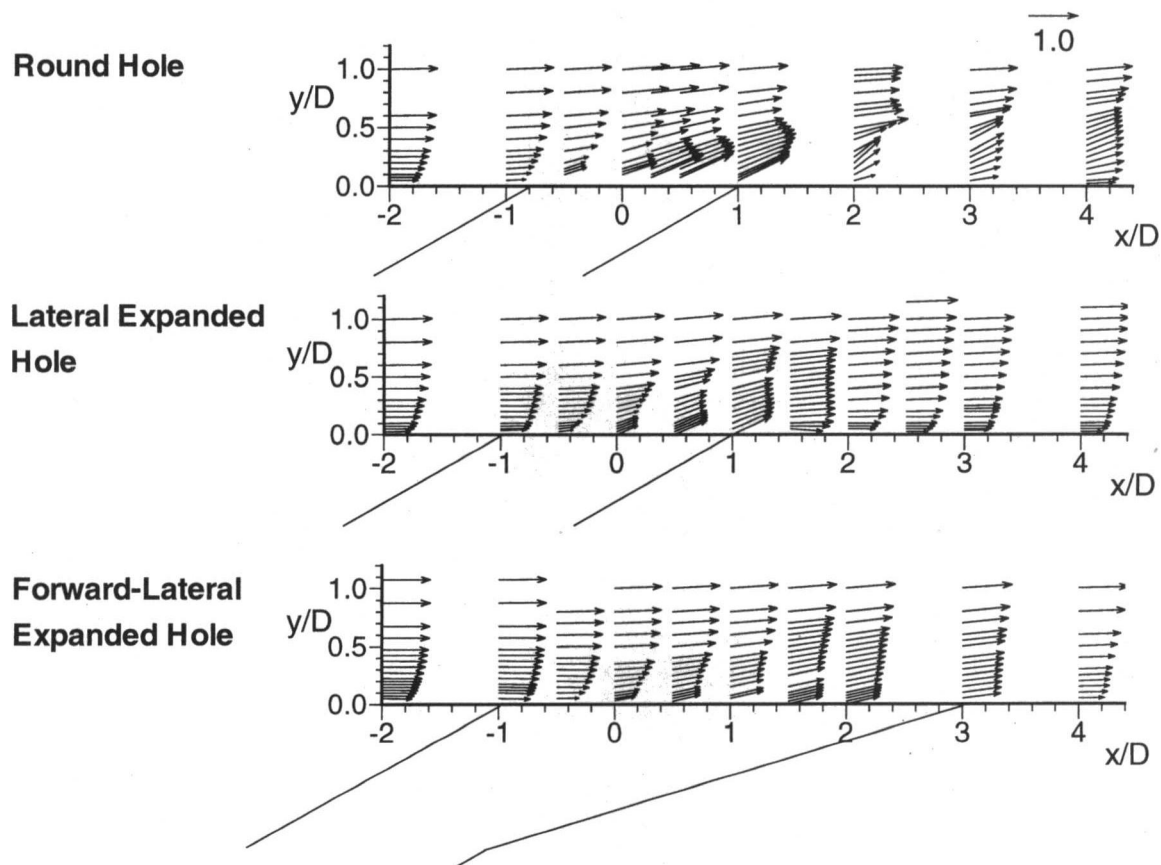 1.0
Round Hole
1.0
y/D
0.5
0.0
-2 -1 0 1 2 3 4
x/D
Lateral Expanded
Hole
1.0
y/D
0.5
0.0
-2 -1 0 1 2 3 4
x/D
Forward-Lateral
Expanded Hole
1.0
y/D
0.5
0.0
-2 -1 0 1 2 3 4
x/D